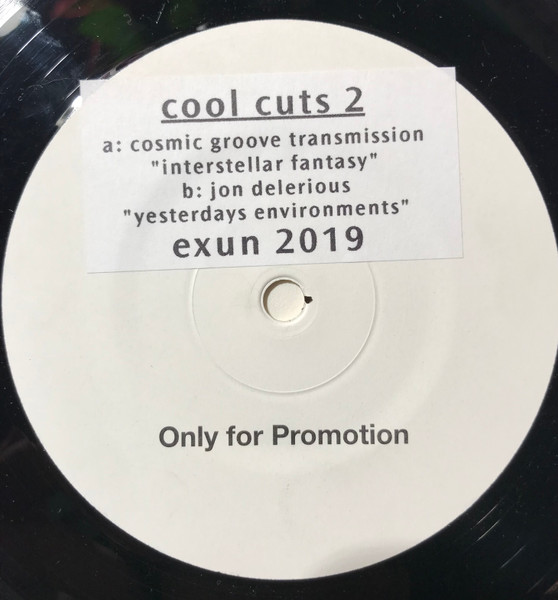 cool cuts 2
a: cosmic groove transmission
"interstellar fantasy"
b: jon delerious
"yesterdays environments"
exun 2019
Only for Promotion